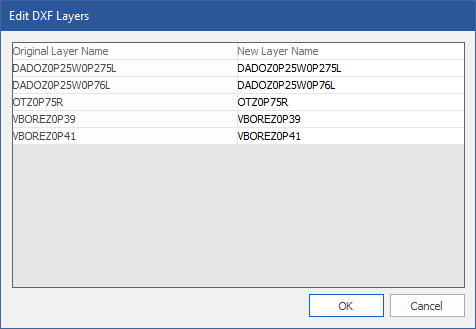 Edit DXF Layers
Original Layer Name New Layer Name
DADOZ0P25W0P275L DADOZ0P25W0P275L
DADOZ0P25W0P76L DADOZ0P25W0P76L
OTZ0P75R OTZ0P75R
VBOREZ0P39 VBOREZ0P39
VBOREZ0P41 VBOREZ0P41
OK Cancel